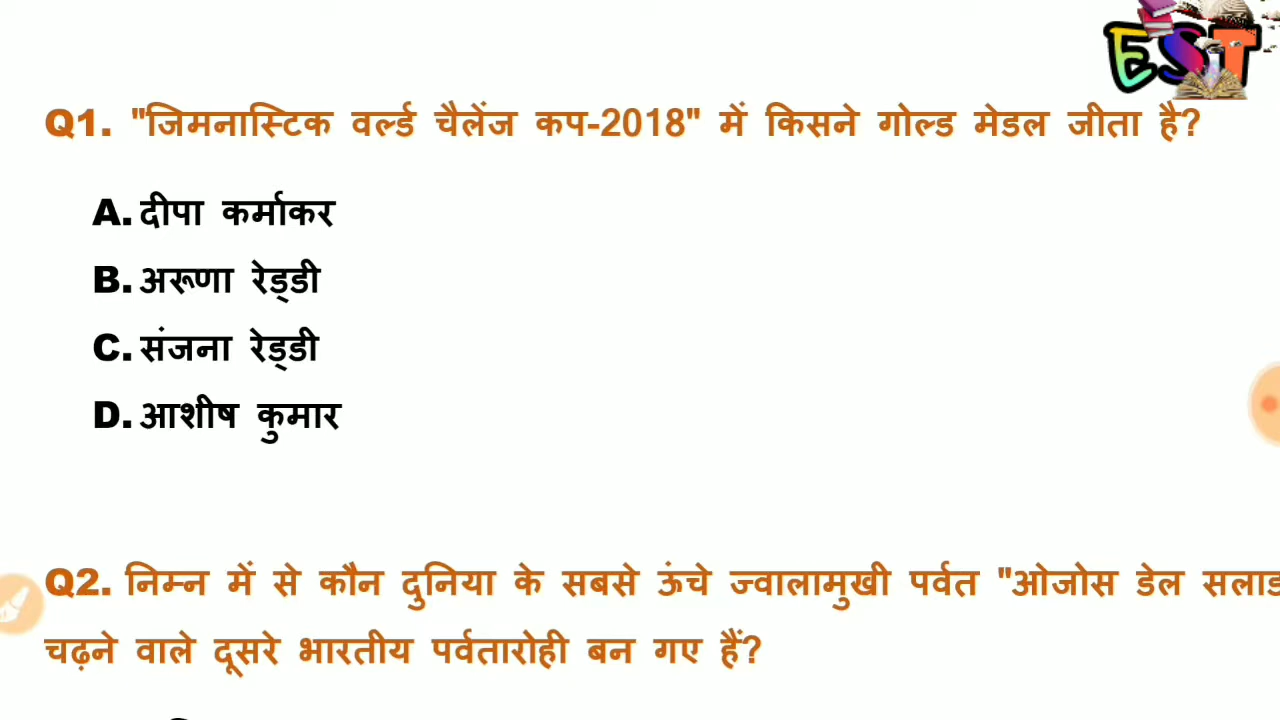 EST
Q1. "जिमनास्टिक वर्ल्ड चैलेंज कप-2018" में किसने गोल्ड मेडल जीता है?
A. दीपा कर्माकर
B. अरूणा रेड्डी
C. संजना रेड्डी
D. आशीष कुमार
Q2. निम्न में से कौन दुनिया के सबसे ऊंचे ज्वालामुखी पर्वत "ओजोस डेल
चढ़ने वाले दूसरे भारतीय पर्वतारोही बन गए हैं?